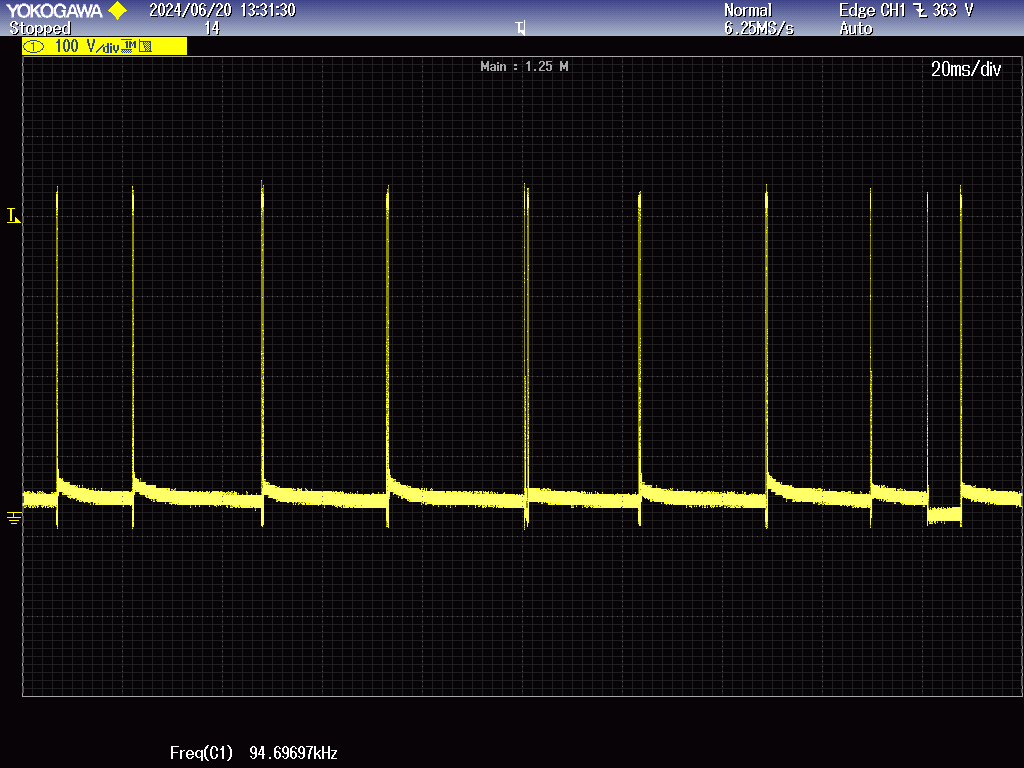 YOKOGAWA 2024/06/20 13:31:30 Normal Edge CH1 363 V
Stopped 14 6.25MS/s Auto
1 100 V/div
Main : 1.25 M
20ms/div
T
Freq(C1) 94.69697kHz